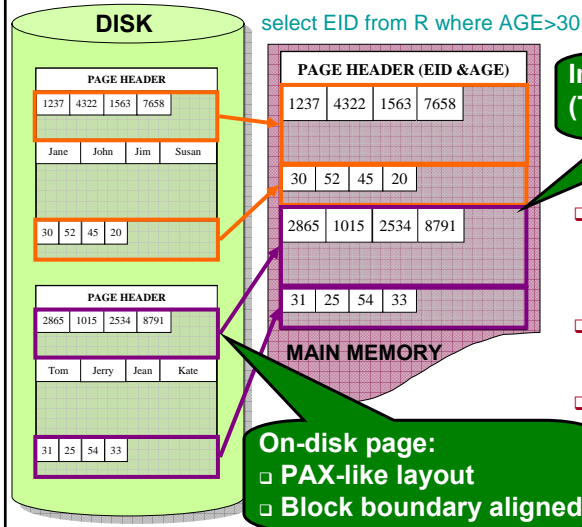 DISK
select EID from R where AGE>30
PAGE HEADER
1237 4322 1563 7658
Jane John Jim Susan
30 52 45 20
PAGE HEADER
2865 1015 2534 8791
Tom Jerry Jean Kate
31 25 54 33
PAGE HEADER (EID &AGE)
1237 4322 1563 7658
30 52 45 20
2865 1015 2534 8791
31 25 54 33
MAIN MEMORY
On-disk page:
❑ PAX-like layout
❑ Block boundary aligned